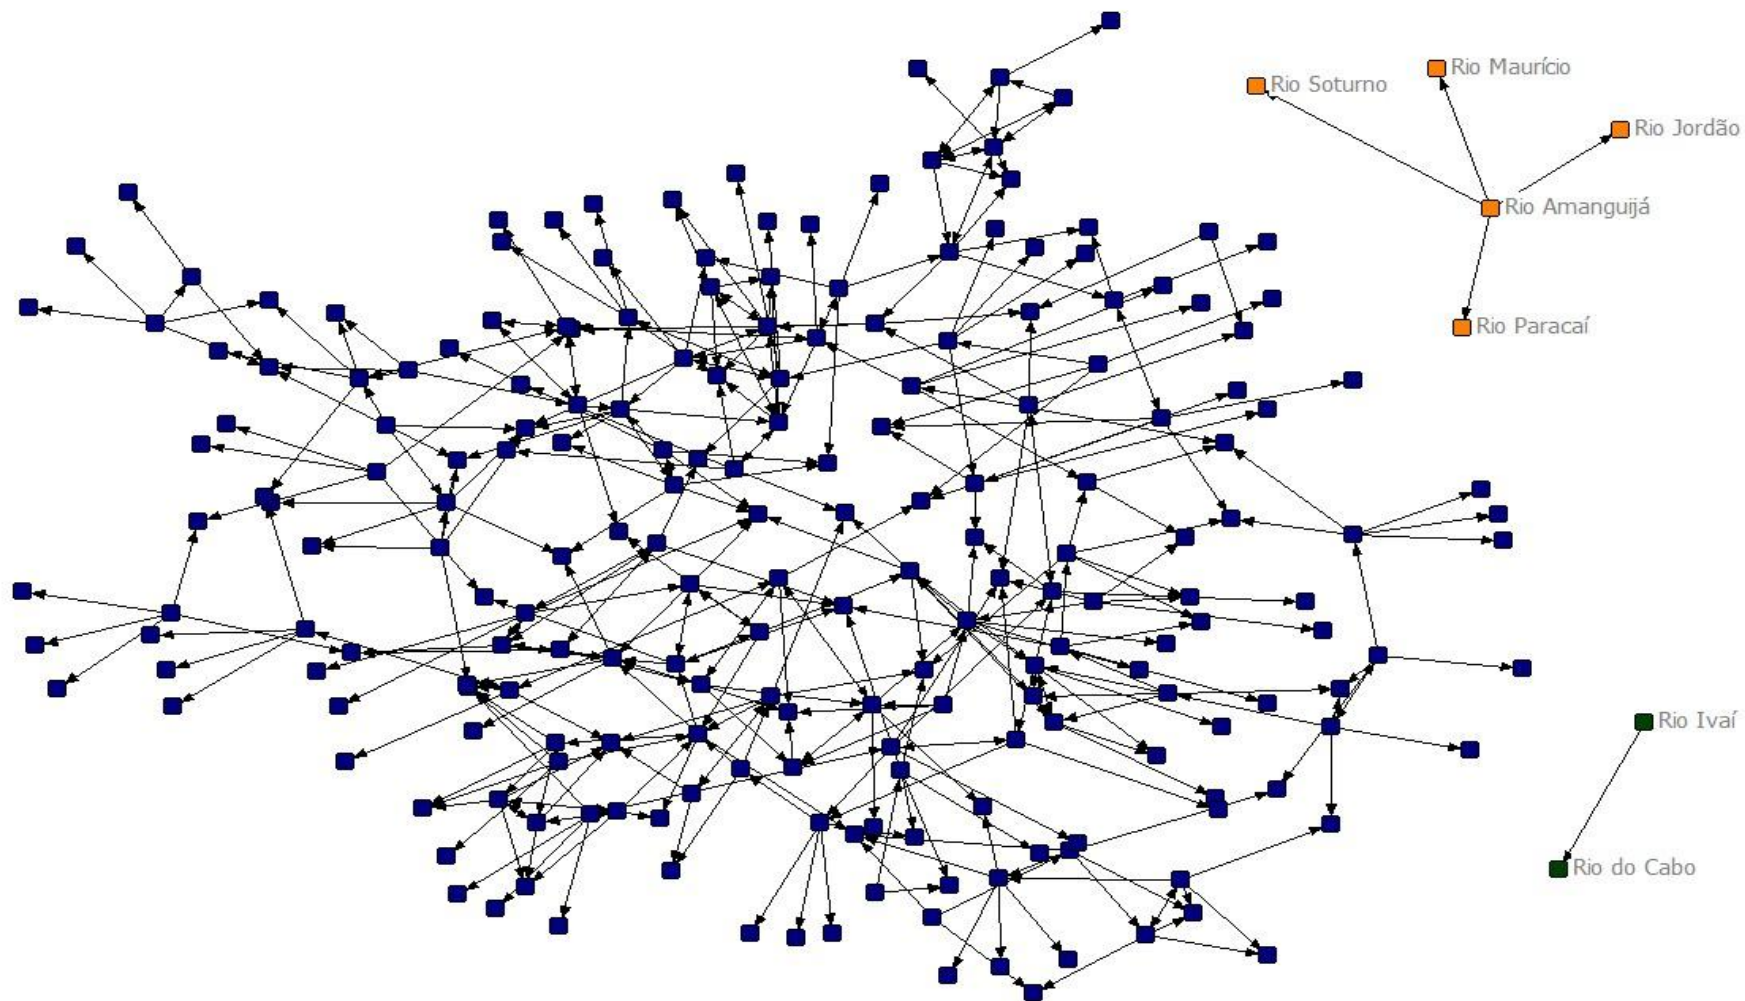 Rio Maurício
Rio Soturno
Rio Jordão
Rio Amanguijá
Rio Paracaí
Rio Ivaí
Rio do Cabo